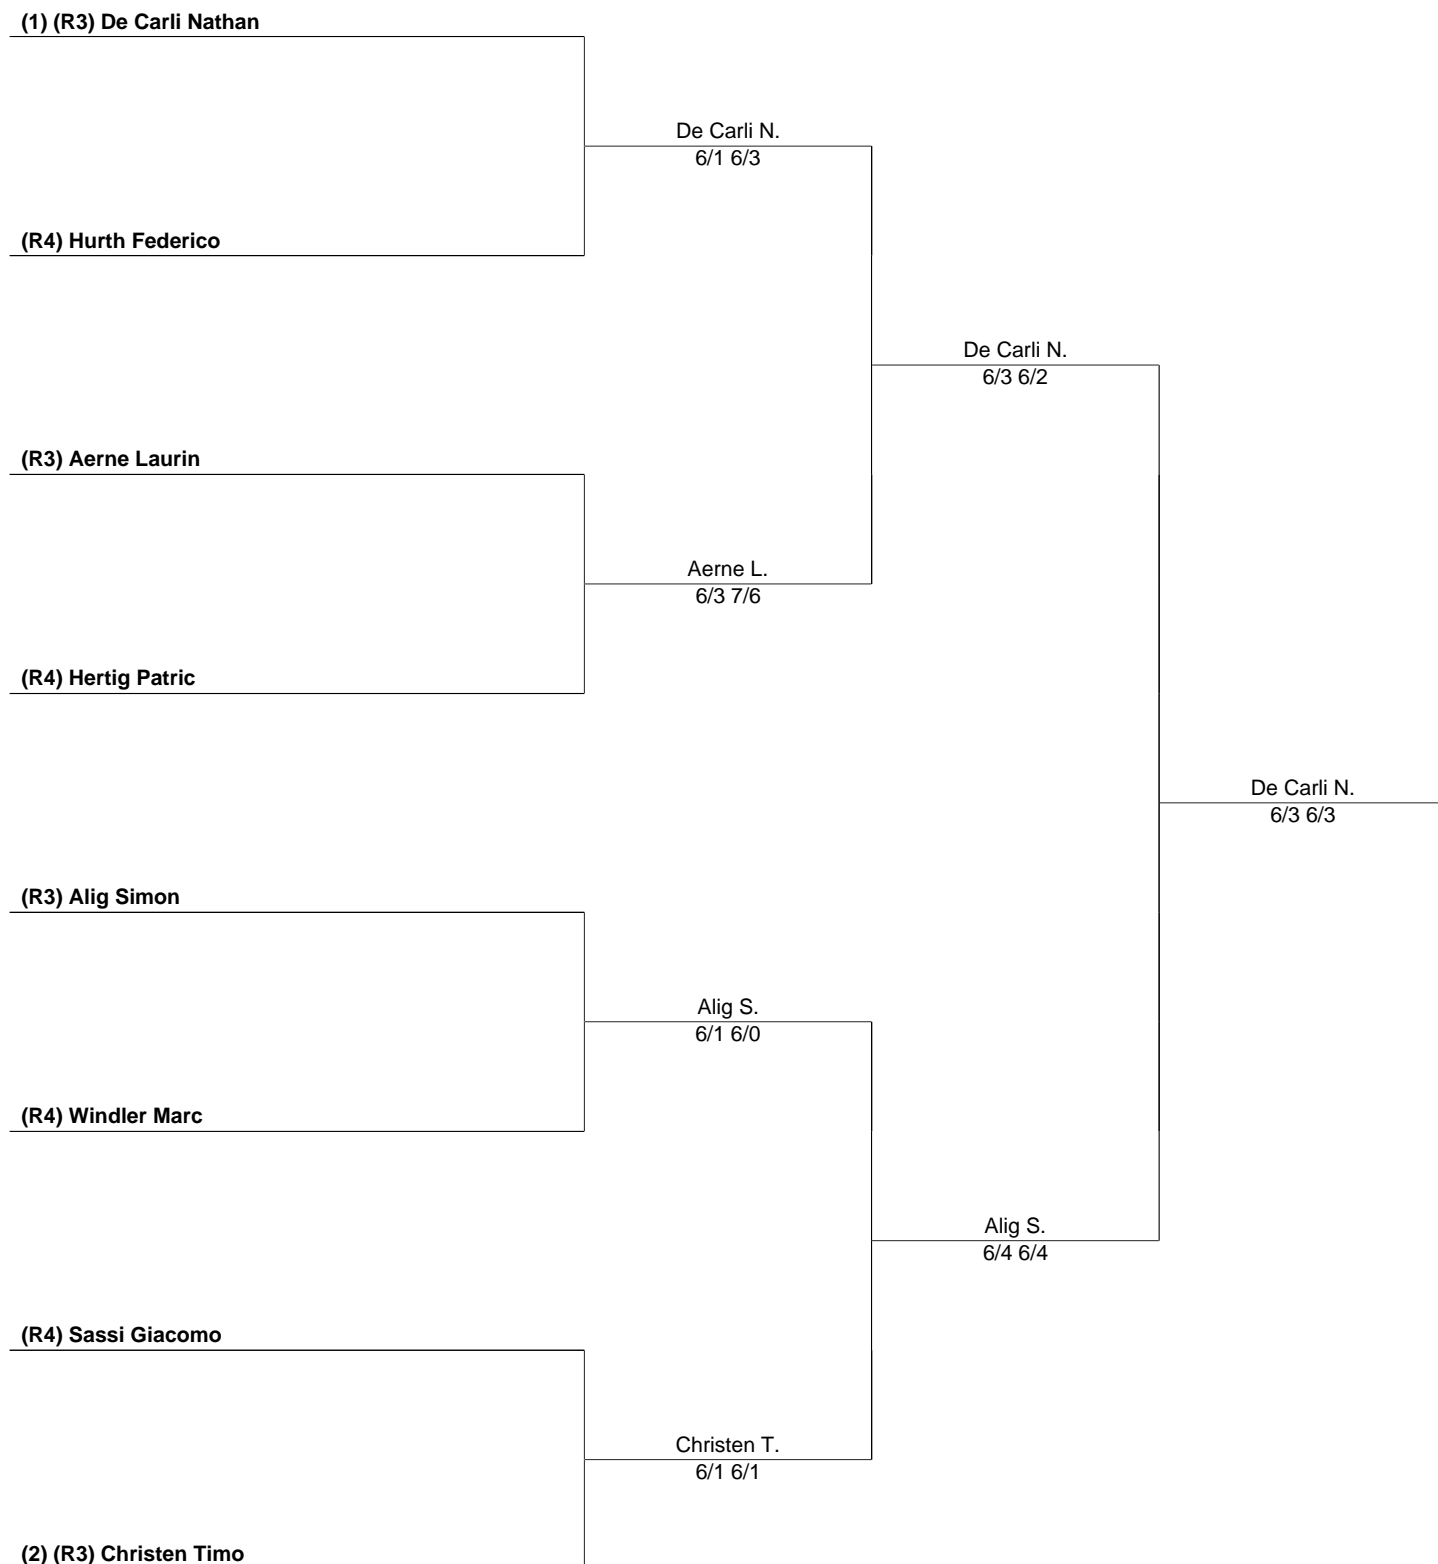 (1) (R3) De Carli Nathan
De Carli N.
6/1 6/3
(R4) Hurth Federico
De Carli N.
6/3 6/2
(R3) Aerne Laurin
Aerne L.
6/3 7/6
(R4) Hertig Patric
De Carli N.
6/3 6/3
(R3) Alig Simon
Alig S.
6/1 6/0
(R4) Windler Marc
Alig S.
6/4 6/4
(R4) Sassi Giacomo
Christen T.
6/1 6/1
(2) (R3) Christen Timo